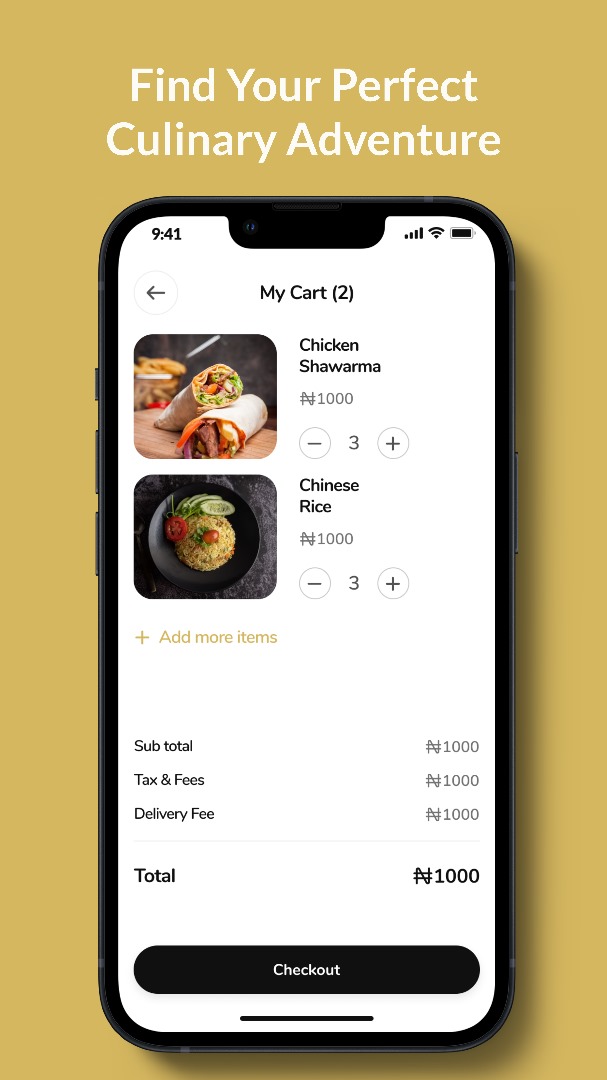 Find Your Perfect
Culinary Adventure
9:41
My Cart (2)
Chicken
Shawarma
₦1000
3
Chinese
Rice
₦1000
3
Add more items
Sub total ₦1000
Tax & Fees ₦1000
Delivery Fee ₦1000
Total ₦1000
Checkout